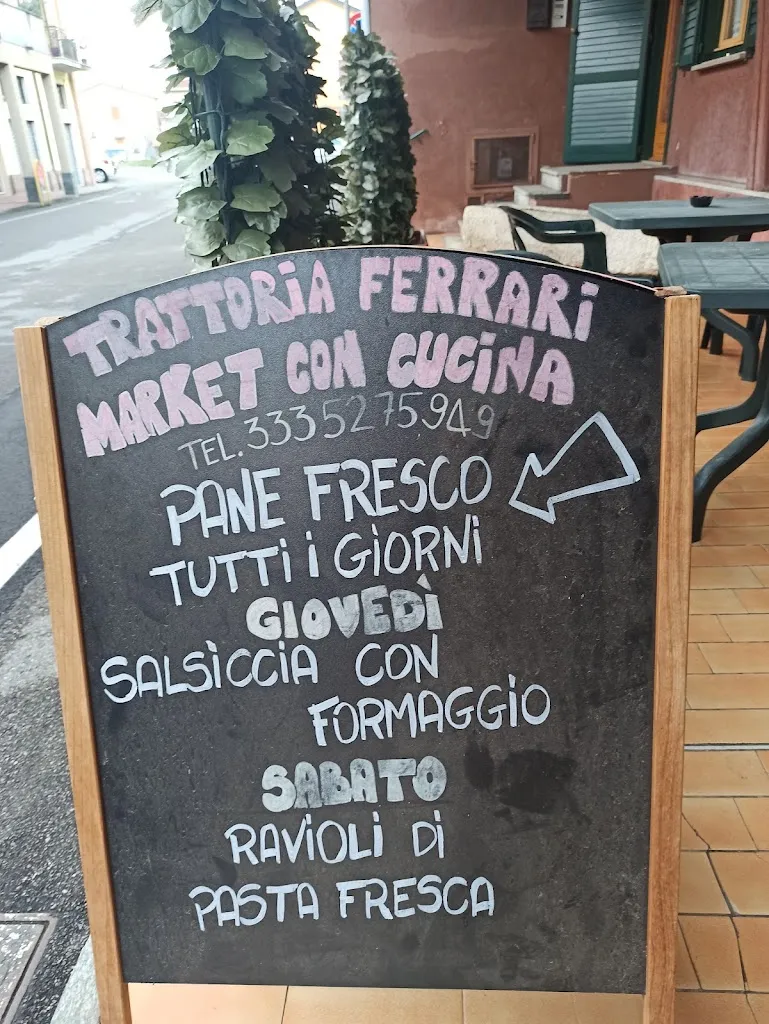 TRATTORIA FERRARI
MARKET CON CUCINA
TEL. 3335275949
PANE FRESCO
TUTTI I GIORNI
GIOVEDÌ
SALSICCIA CON
FORMAGGIO
SABATO
RAVIOLI DI
PASTA FRESCA